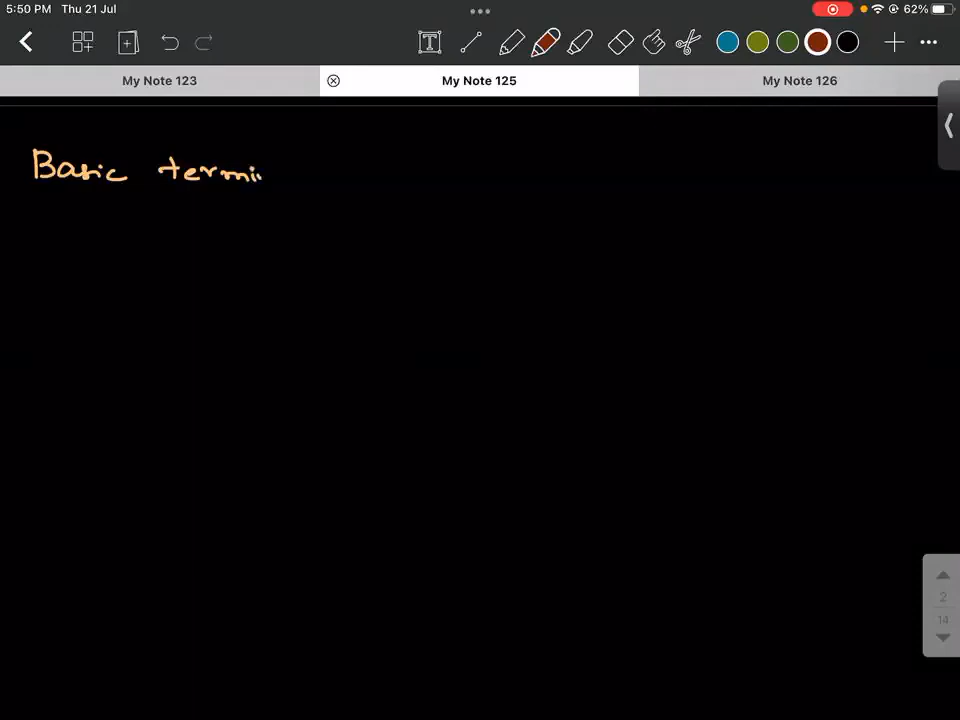 5:50 PM Thu 21 Jul
62%
T
My Note 123
My Note 125
My Note 126
Basic termi
2
14